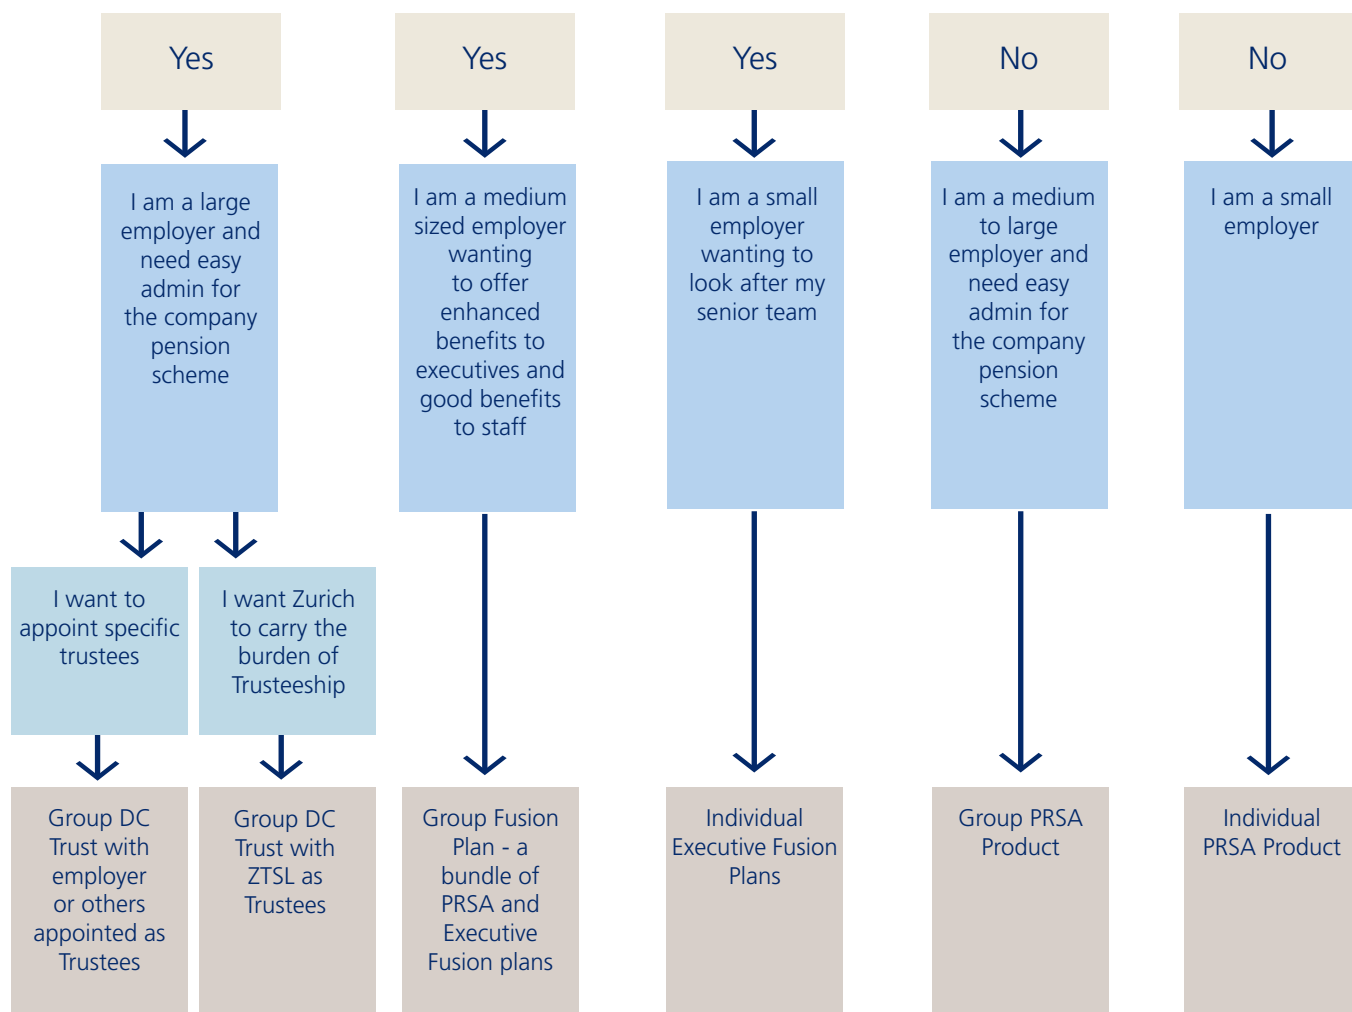 Yes
Yes
Yes
No
No
I am a large
employer and
need easy
admin for
the company
pension
scheme
I am a medium
sized employer
wanting
to offer
enhanced
benefits to
executives and
good benefits
to staff
I am a small
employer
wanting to
look after my
senior team
I am a medium
to large
employer and
need easy
admin for
the company
pension
scheme
I am a small
employer
I want to
appoint specific
trustees
I want Zurich
to carry the
burden of
Trusteeship
Group DC
Trust with
employer
or others
appointed as
Trustees
Group DC
Trust with
ZTSL as
Trustees
Group Fusion
Plan - a
bundle of
PRSA and
Executive
Fusion plans
Individual
Executive Fusion
Plans
Group PRSA
Product
Individual
PRSA Product